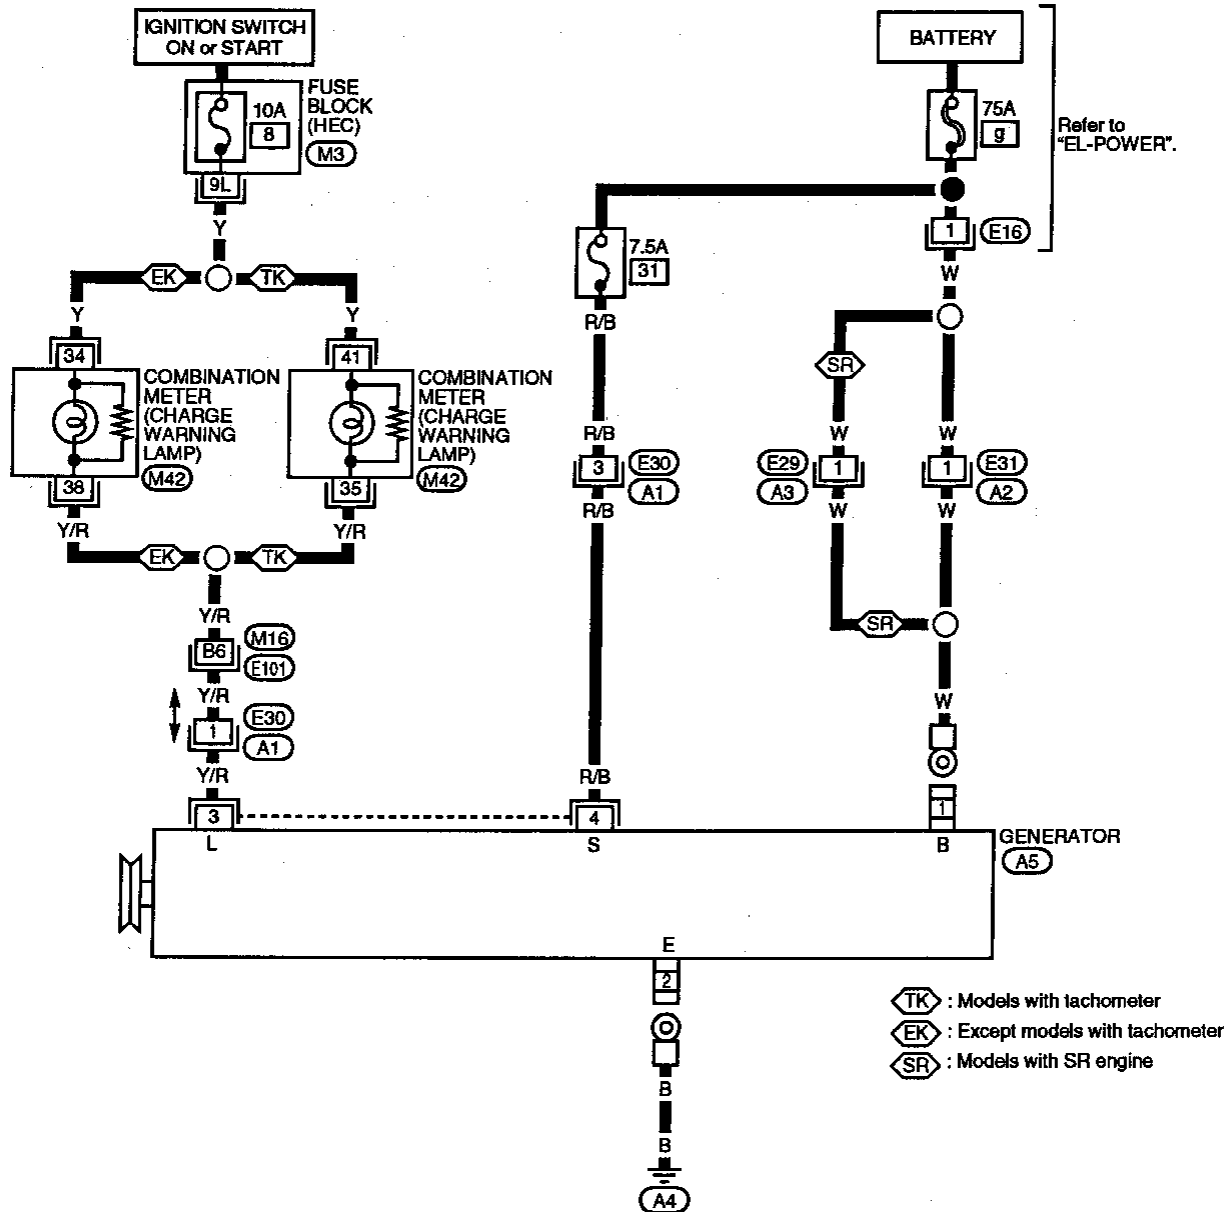 IGNITION SWITCH
ON or START
BATTERY
FUSE
BLOCK
(HEC)
M3
10A
8
9L
75A
g
Refer to
"EL-POWER".
1
E16
Y
W
7.5A
31
EK
TK
Y
Y
R/B
SR
34
41
COMBINATION
METER
(CHARGE
WARNING
LAMP)
M42
COMBINATION
METER
(CHARGE
WARNING
LAMP)
M42
38
35
R/B
W
W
3
E30
A1
E29
A3
1
1
E31
A2
Y/R
Y/R
R/B
W
W
EK
TK
Y/R
B6
M16
E101
SR
Y/R
1
E30
A1
W
Y/R
R/B
3
4
1
L
S
B
GENERATOR
A5
E
2
B
B
A4
TK : Models with tachometer
EK : Except models with tachometer
SR : Models with SR engine